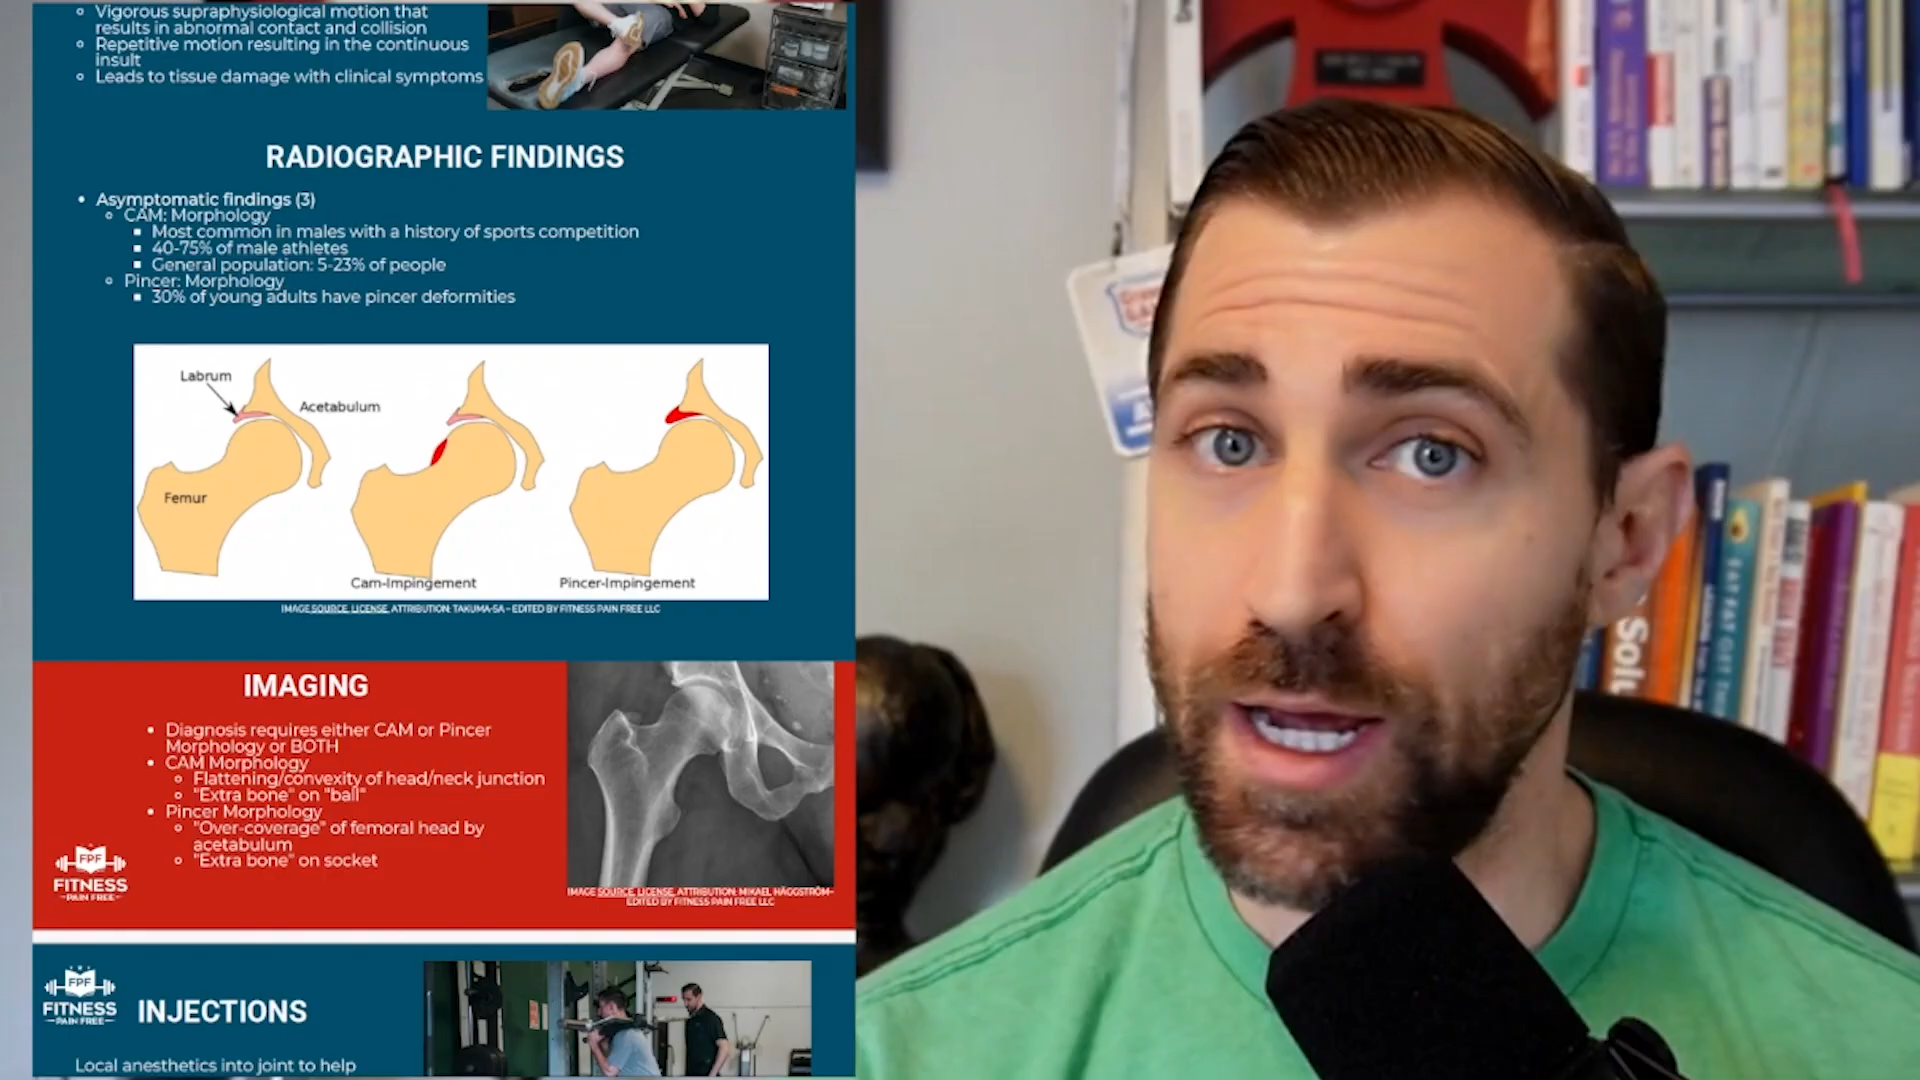 Vigorous supraphysiological motion that
results in abnormal contact and collision
Repetitive motion resulting in the continuous
insult
Leads to tissue damage with clinical symptoms
RADIOGRAPHIC FINDINGS
Asymptomatic findings (3)
CAM: Morphology
Most common in males with a history of sports competition
40-75% of male athletes
General population: 5-23% of people
Pincer: Morphology
30% of young adults have pincer deformities
Labrum
Acetabulum
Femur
Cam-Impingement
Pincer-Impingement
IMAGE SOURCE, LICENSE, ATTRIBUTION: TAKUMA-SA – EDITED BY FITNESS PAIN FREE LLC
IMAGING
Diagnosis requires either CAM or Pincer
Morphology or BOTH
CAM Morphology
Flattening/convexity of head/neck junction
"Extra bone" on "ball"
Pincer Morphology
"Over-coverage" of femoral head by
acetabulum
"Extra bone" on socket
FPF
FITNESS
PAIN FREE
IMAGE SOURCE, LICENSE, ATTRIBUTION: MIKAEL HÄGGSTRÖM–
EDITED BY FITNESS PAIN FREE LLC
FPF
FITNESS
PAIN FREE
INJECTIONS
Local anesthetics into joint to help
Solu
EAT FAT GET THIN